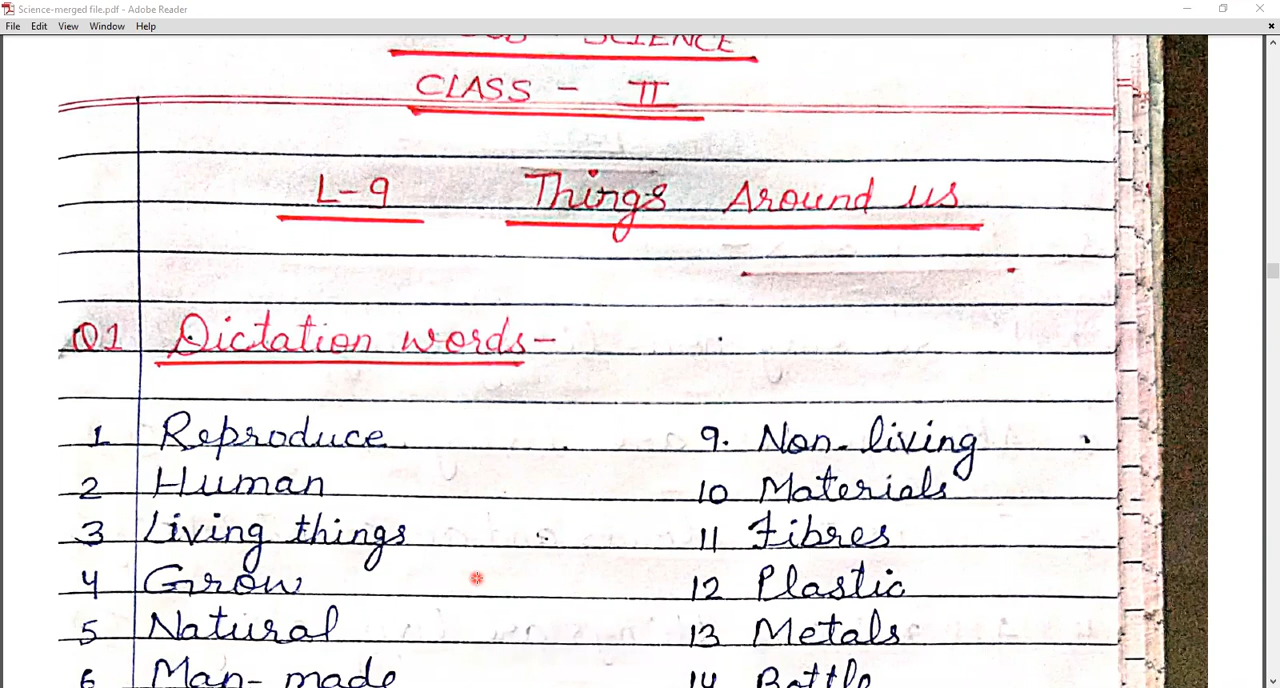 Science-merged file.pdf - Adobe Reader
File Edit View Window Help
SUB - SCIENCE
CLASS - II
L-9 Things Around us
Q1 Dictation words-
1 Reproduce
2 Human
3 Living things
4 Grow
5 Natural
6 Man-made
9. Non-living
10 Materials
11 Fibres
12 Plastic
13 Metals
14 Bottle